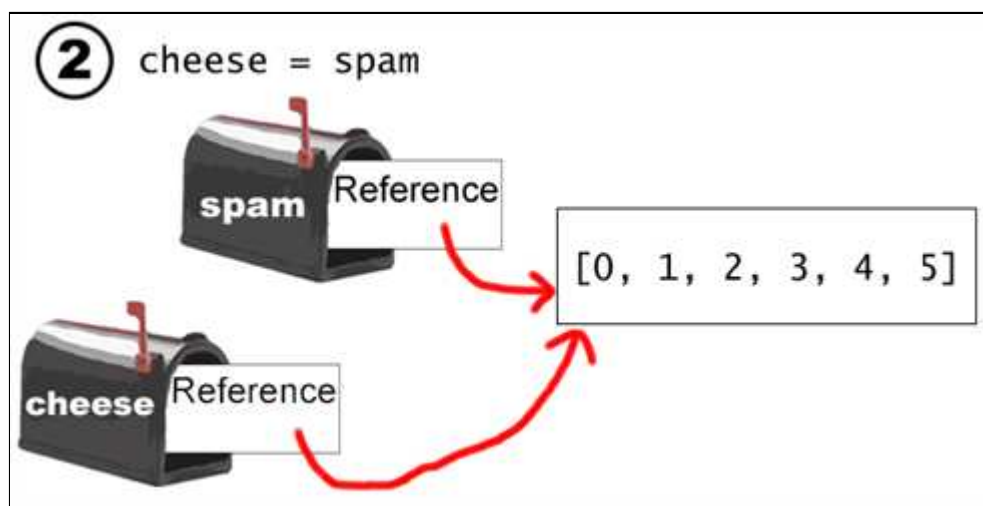 2 cheese = spam
spam
Reference
[0, 1, 2, 3, 4, 5]
cheese
Reference